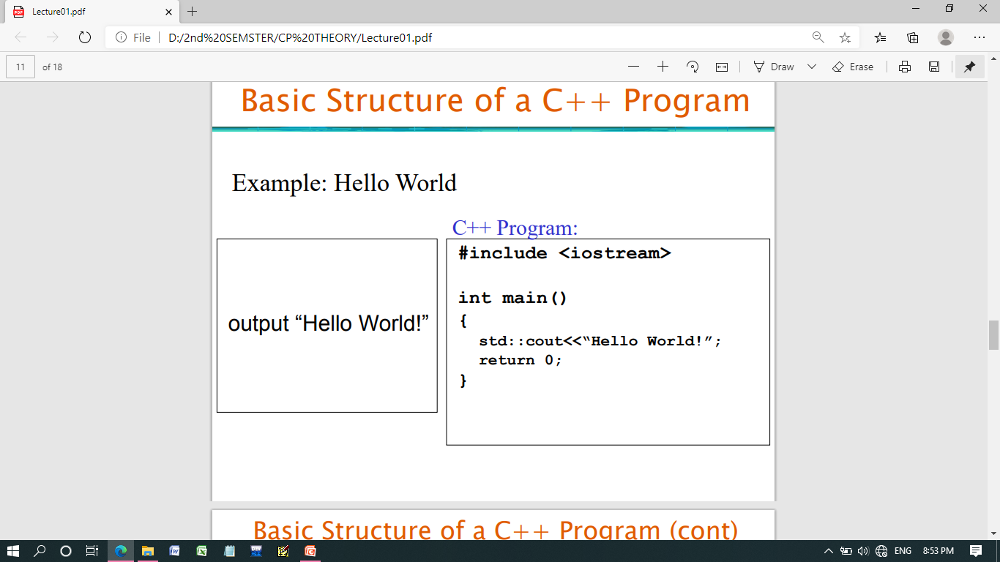 Lecture01.pdf
File
D:/2nd%20SEMSTER/CP%20THEORY/Lecture01.pdf
11 of 18
Draw
Erase
Basic Structure of a C++ Program
Example: Hello World
C++ Program:
output “Hello World!”
#include <iostream>
int main()
{
std::cout<<“Hello World!”;
return 0;
}
Basic Structure of a C++ Program (cont)
ENG
8:53 PM